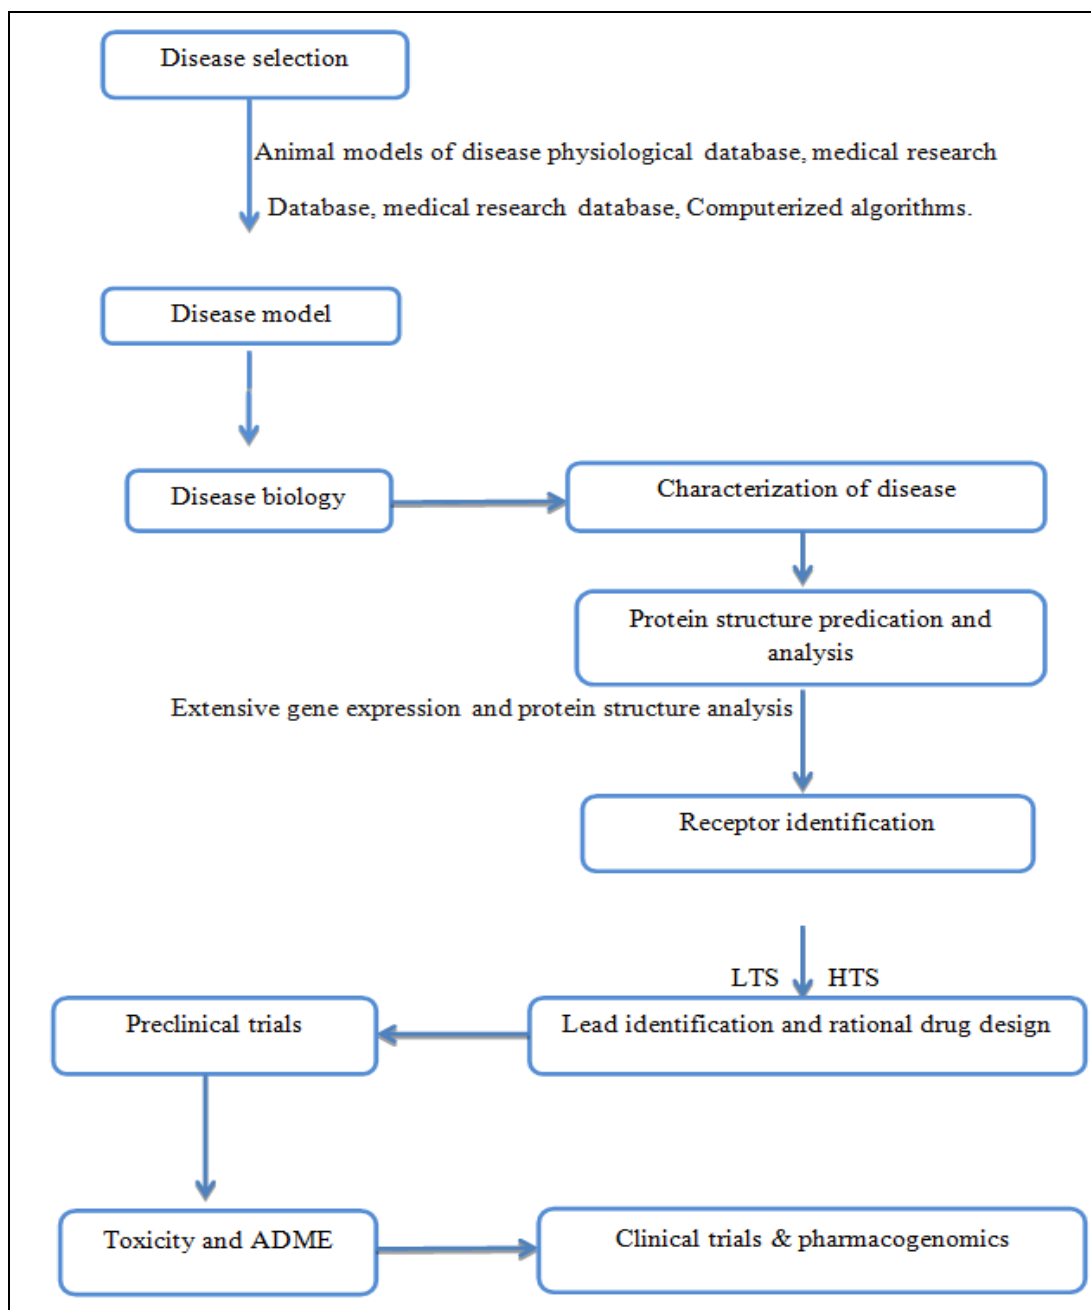 Disease selection
Animal models of disease physiological database, medical research
Database, medical research database, Computerized algorithms.
Disease model
Disease biology
Characterization of disease
Protein structure predication and
analysis
Extensive gene expression and protein structure analysis
Receptor identification
LTS HTS
Preclinical trials
Lead identification and rational drug design
Toxicity and ADME
Clinical trials & pharmacogenomics